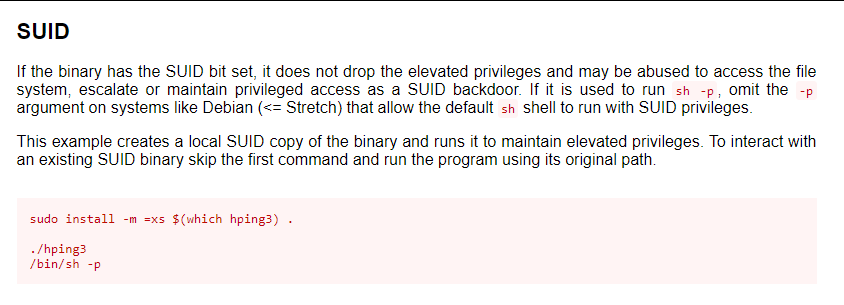 SUID
If the binary has the SUID bit set, it does not drop the elevated privileges and may be abused to access the file
system, escalate or maintain privileged access as a SUID backdoor. If it is used to run sh -p, omit the -p
argument on systems like Debian (<= Stretch) that allow the default sh shell to run with SUID privileges.
This example creates a local SUID copy of the binary and runs it to maintain elevated privileges. To interact with
an existing SUID binary skip the first command and run the program using its original path.
sudo install -m =xs $(which hping3) .
./hping3
/bin/sh -p